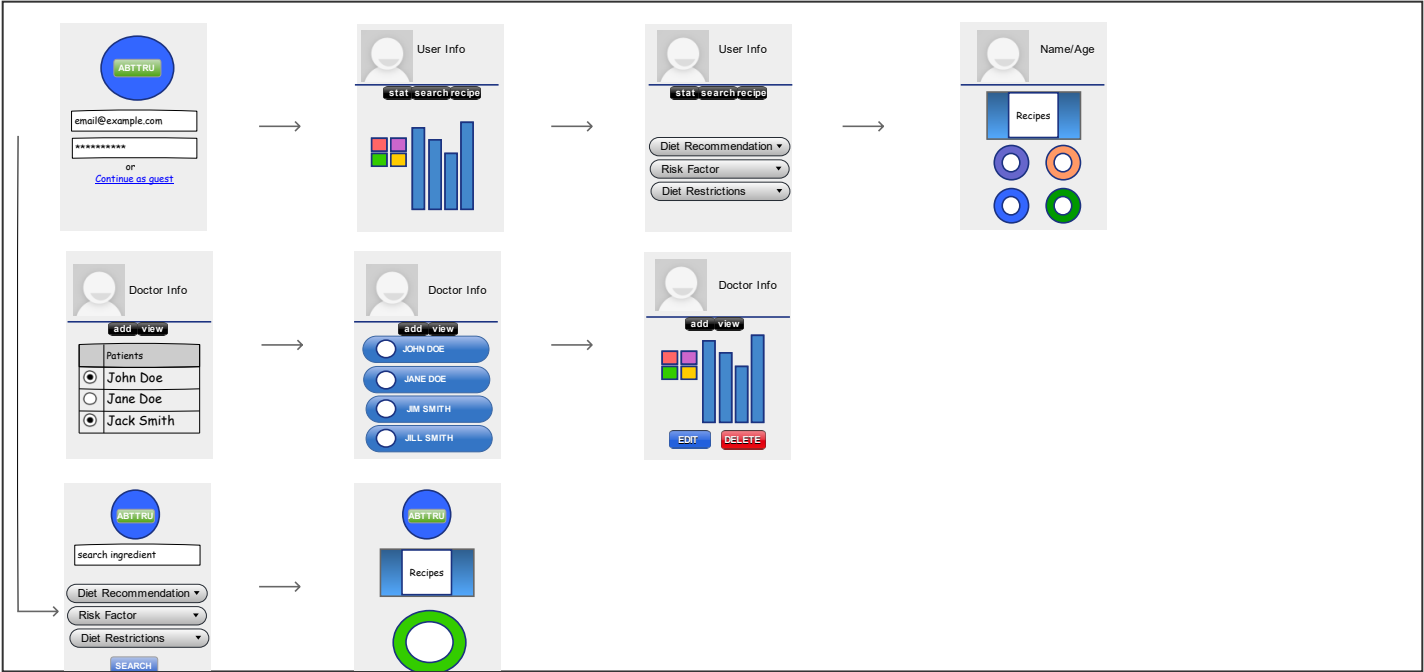 ABTTRU
email@example.com
**********
or
Continue as guest
User Info
stat search recipe
User Info
stat search recipe
Diet Recommendation
Risk Factor
Diet Restrictions
Name/Age
Recipes
Doctor Info
add view
Patients
John Doe
Jane Doe
Jack Smith
Doctor Info
add view
JOHN DOE
JANE DOE
JIM SMITH
JILL SMITH
Doctor Info
add view
EDIT DELETE
ABTTRU
search ingredient
Diet Recommendation
Risk Factor
Diet Restrictions
SEARCH
ABTTRU
Recipes